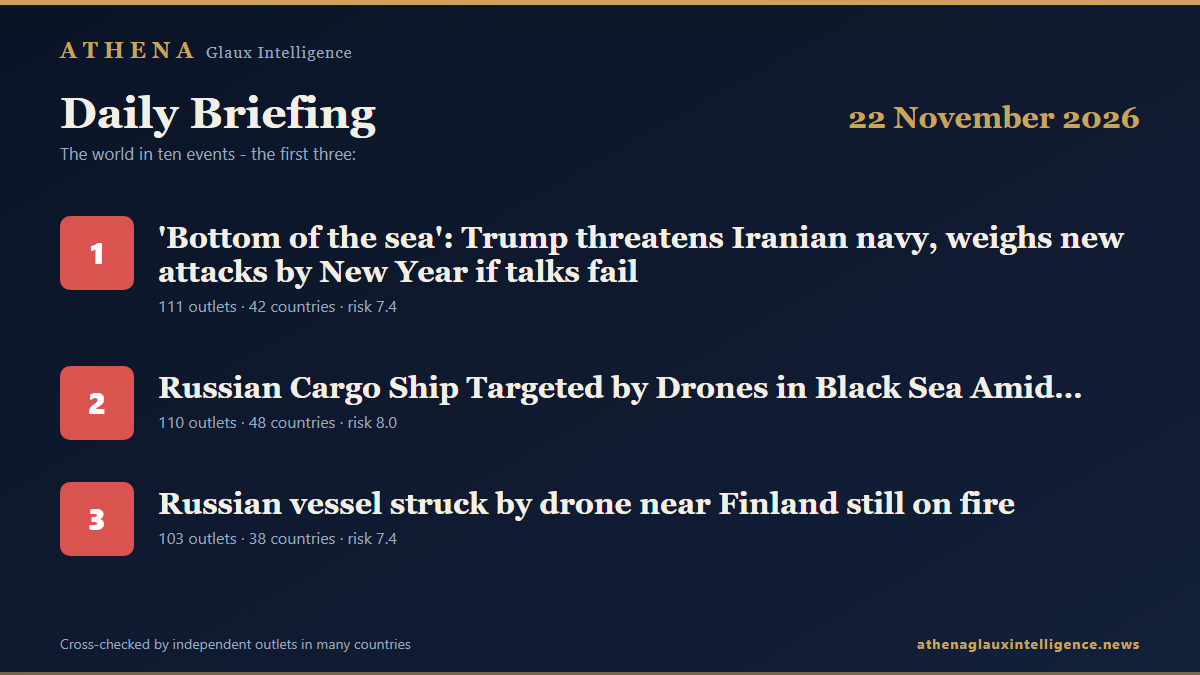 ATHENA Glaux Intelligence
Daily Briefing
22 November 2026
The world in ten events - the first three:
1
'Bottom of the sea': Trump threatens Iranian navy, weighs new
attacks by New Year if talks fail
111 outlets · 42 countries · risk 7.4
2
Russian Cargo Ship Targeted by Drones in Black Sea Amid...
110 outlets · 48 countries · risk 8.0
3
Russian vessel struck by drone near Finland still on fire
103 outlets · 38 countries · risk 7.4
Cross-checked by independent outlets in many countries
athenaglauxintelligence.news